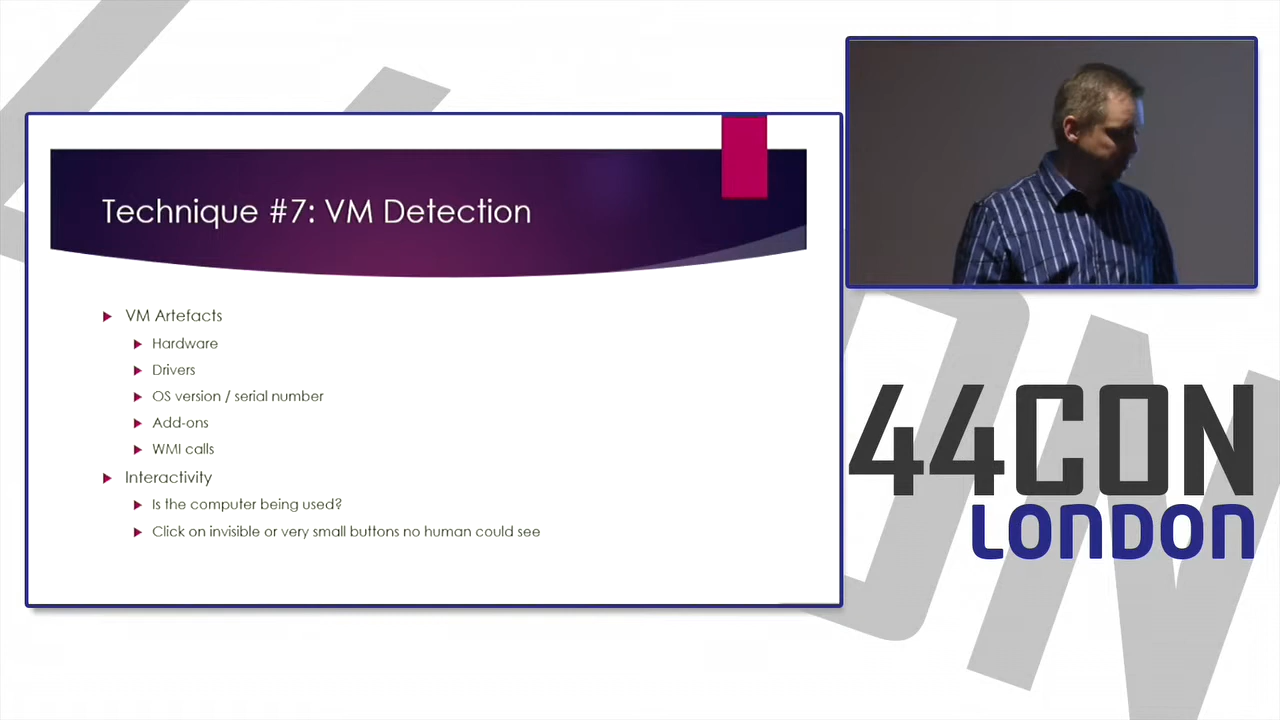 Technique #7: VM Detection
VM Artefacts
Hardware
Drivers
OS version / serial number
Add-ons
WMI calls
Interactivity
Is the computer being used?
Click on invisible or very small buttons no human could see
44CON
LONDON